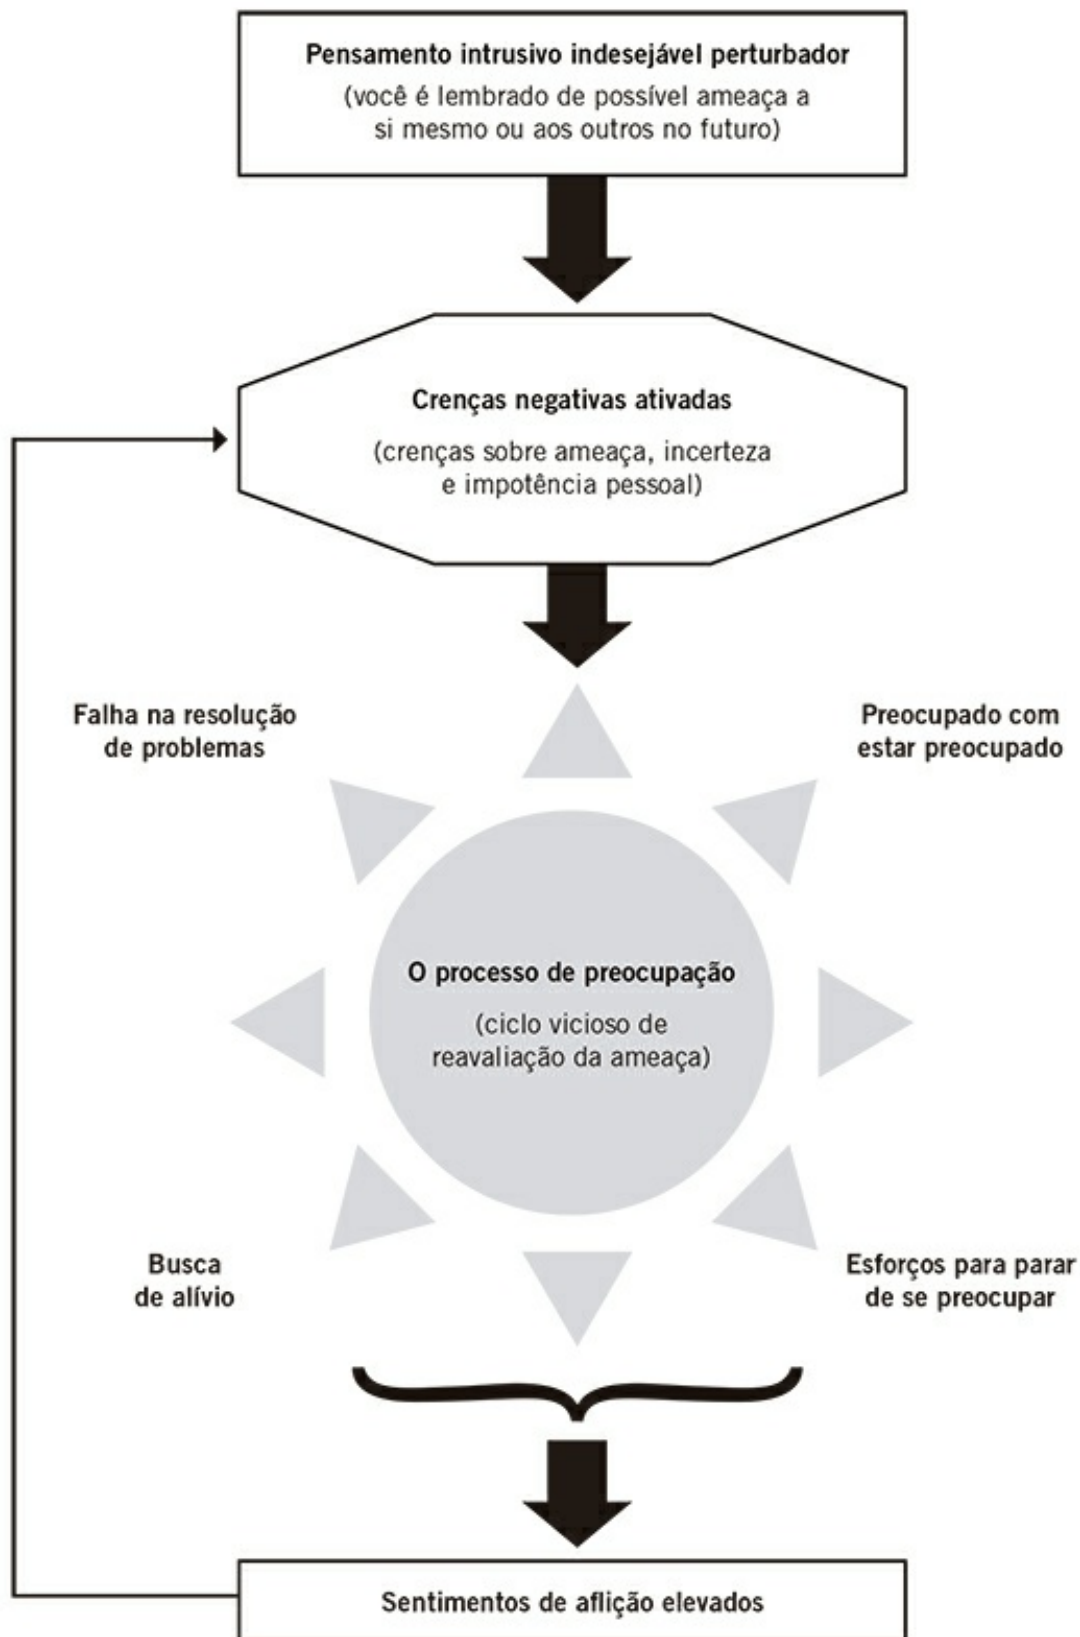 Pensamento intrusivo indesejável perturbador
(você é lembrado de possível ameaça a
si mesmo ou aos outros no futuro)
Crenças negativas ativadas
(crenças sobre ameaça, incerteza
e impotência pessoal)
Falha na resolução
de problemas
Preocupado com
estar preocupado
O processo de preocupação
(ciclo vicioso de
reavaliação da ameaça)
Busca
de alívio
Esforços para parar
de se preocupar
Sentimentos de aflição elevados